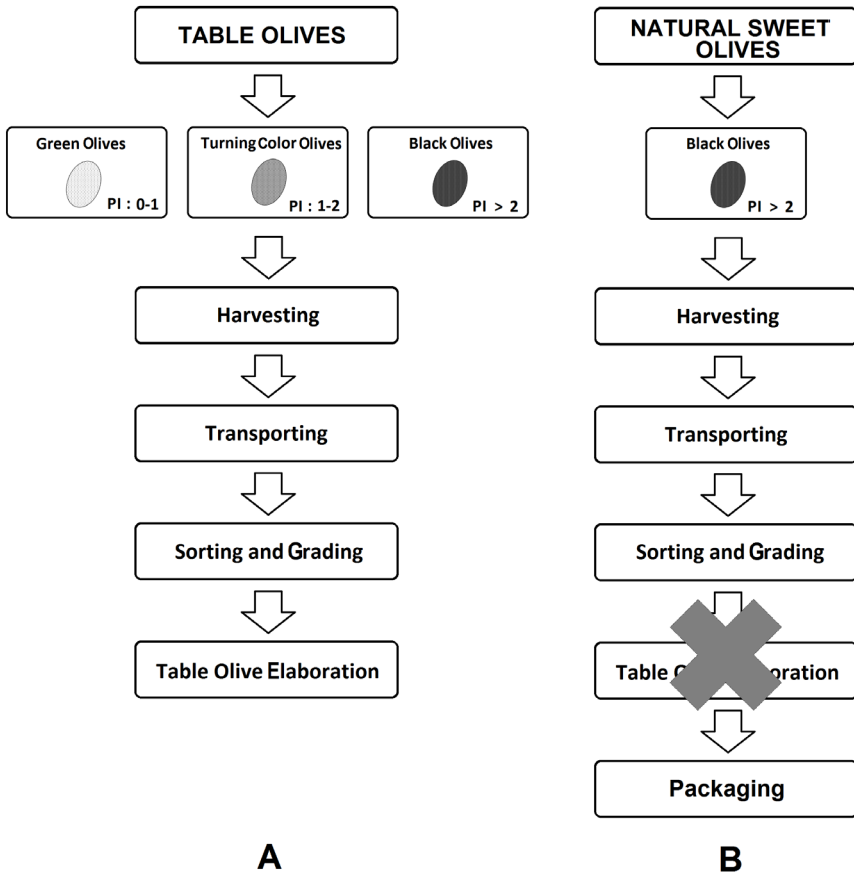 TABLE OLIVES
Green Olives
PI : 0-1
Turning Color Olives
PI : 1-2
Black Olives
PI > 2
Harvesting
Transporting
Sorting and Grading
Table Olive Elaboration
A
NATURAL SWEET
OLIVES
Black Olives
PI > 2
Harvesting
Transporting
Sorting and Grading
Table
Packaging
B